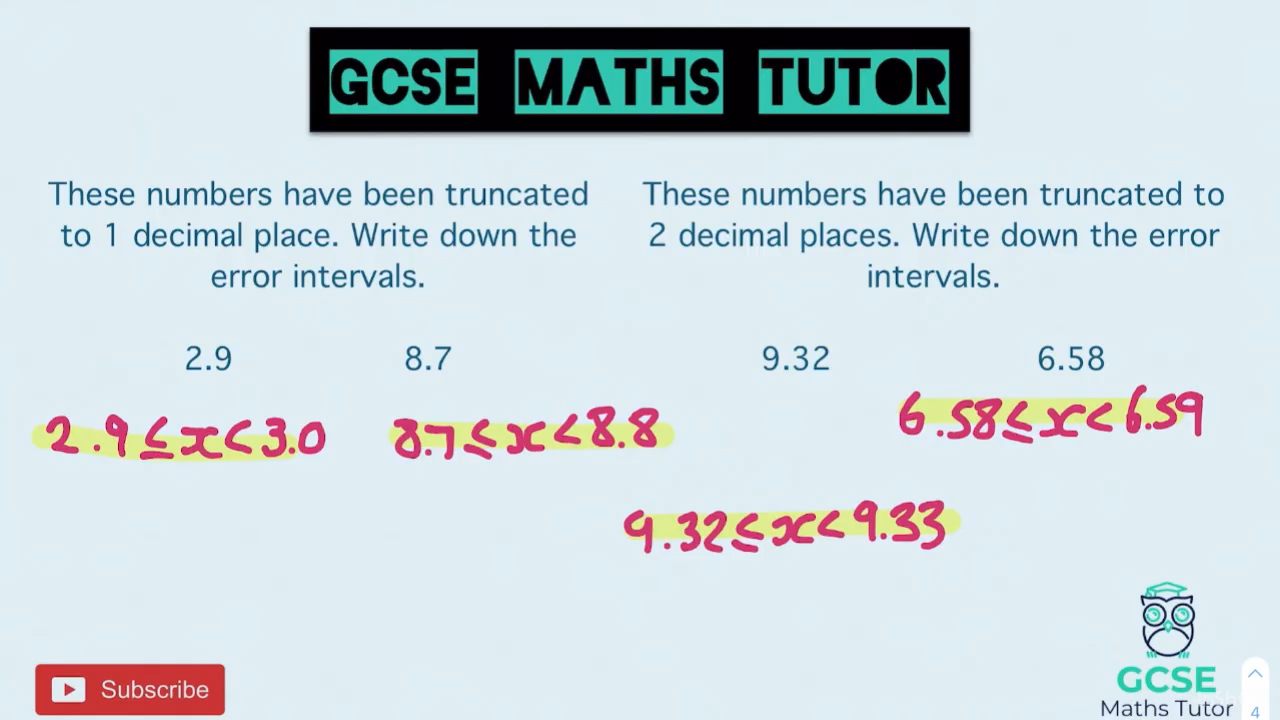 GCSE MATHS TUTOR
These numbers have been truncated
to 1 decimal place. Write down the
error intervals.
2.9 8.7
2.9≤x<3.0 8.7≤x<8.8
These numbers have been truncated to
2 decimal places. Write down the error
intervals.
9.32 6.58
6.58≤x<6.59
9.32≤x<9.33
Subscribe
GCSE
Maths Tutor
4